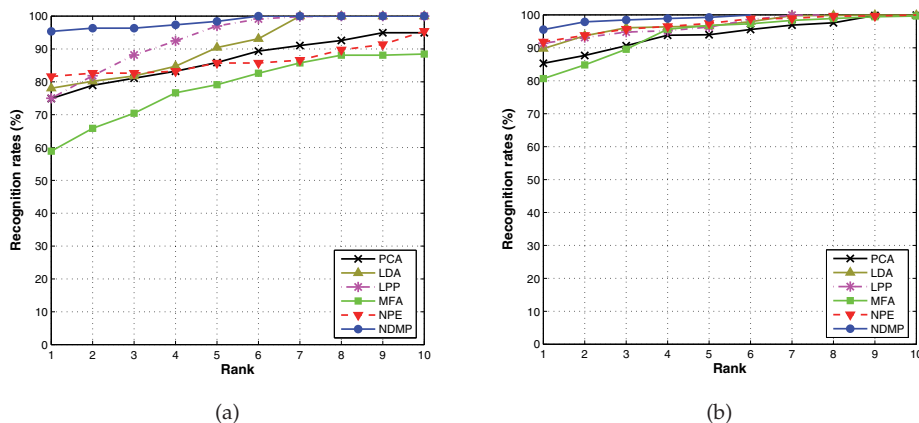 100
90
80
70
60
50
40
30
20
10
0
Recognition rates (%)
1 2 3 4 5 6 7 8 9 10
Rank
PCA
LDA
LPP
MFA
NPE
NDMP
(a)
100
90
80
70
60
50
40
30
20
10
0
Recognition rates (%)
1 2 3 4 5 6 7 8 9 10
Rank
PCA
LDA
LPP
MFA
NPE
NDMP
(b)